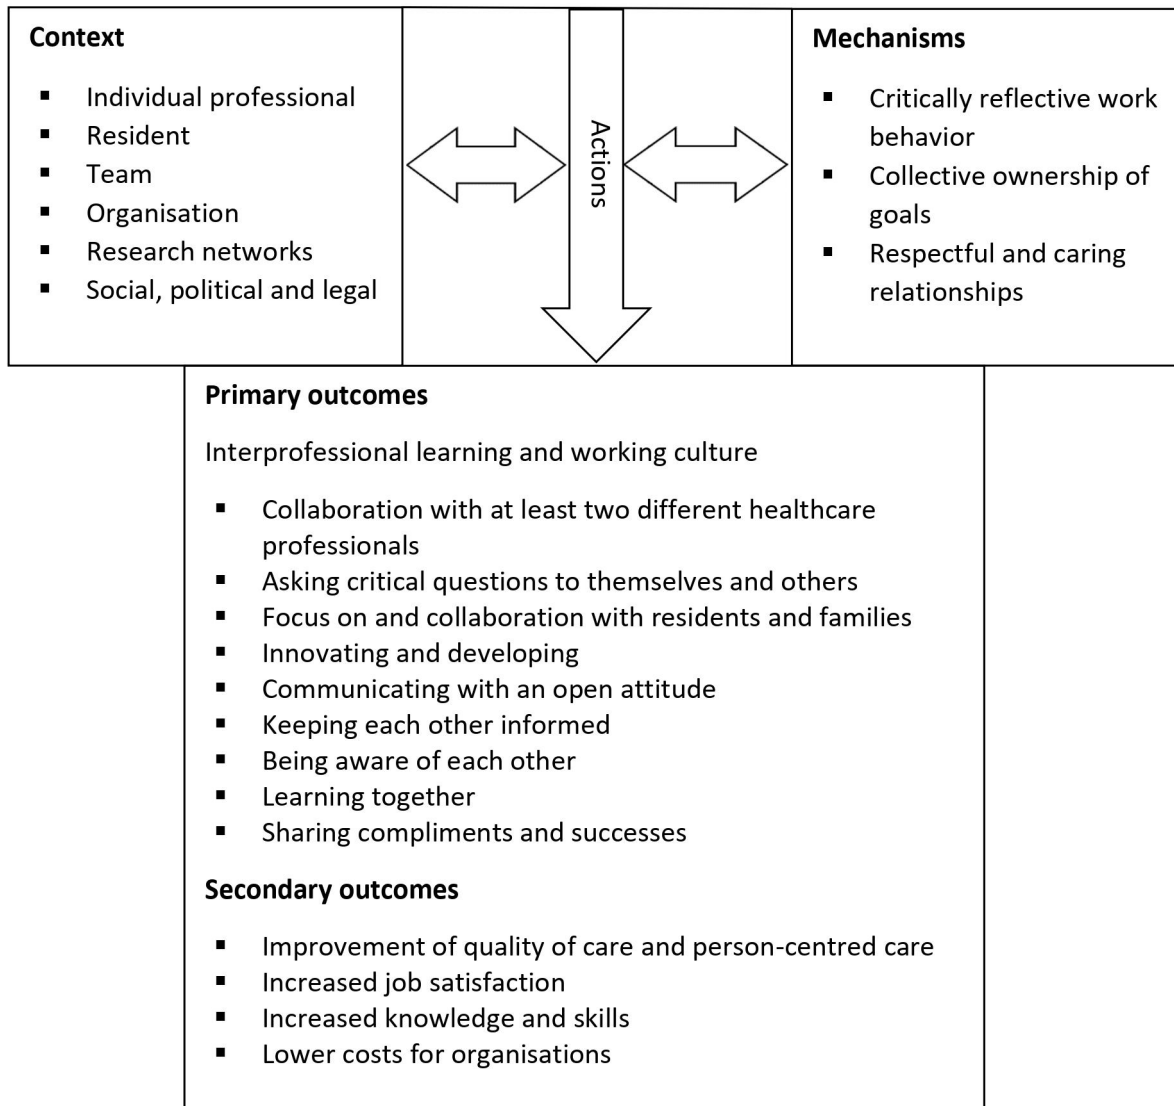 Context
▪ Individual professional
▪ Resident
▪ Team
▪ Organisation
▪ Research networks
▪ Social, political and legal
Actions
Mechanisms
▪ Critically reflective work
behavior
▪ Collective ownership of
goals
▪ Respectful and caring
relationships
Primary outcomes
Interprofessional learning and working culture
▪ Collaboration with at least two different healthcare
professionals
▪ Asking critical questions to themselves and others
▪ Focus on and collaboration with residents and families
▪ Innovating and developing
▪ Communicating with an open attitude
▪ Keeping each other informed
▪ Being aware of each other
▪ Learning together
▪ Sharing compliments and successes
Secondary outcomes
▪ Improvement of quality of care and person-centred care
▪ Increased job satisfaction
▪ Increased knowledge and skills
▪ Lower costs for organisations